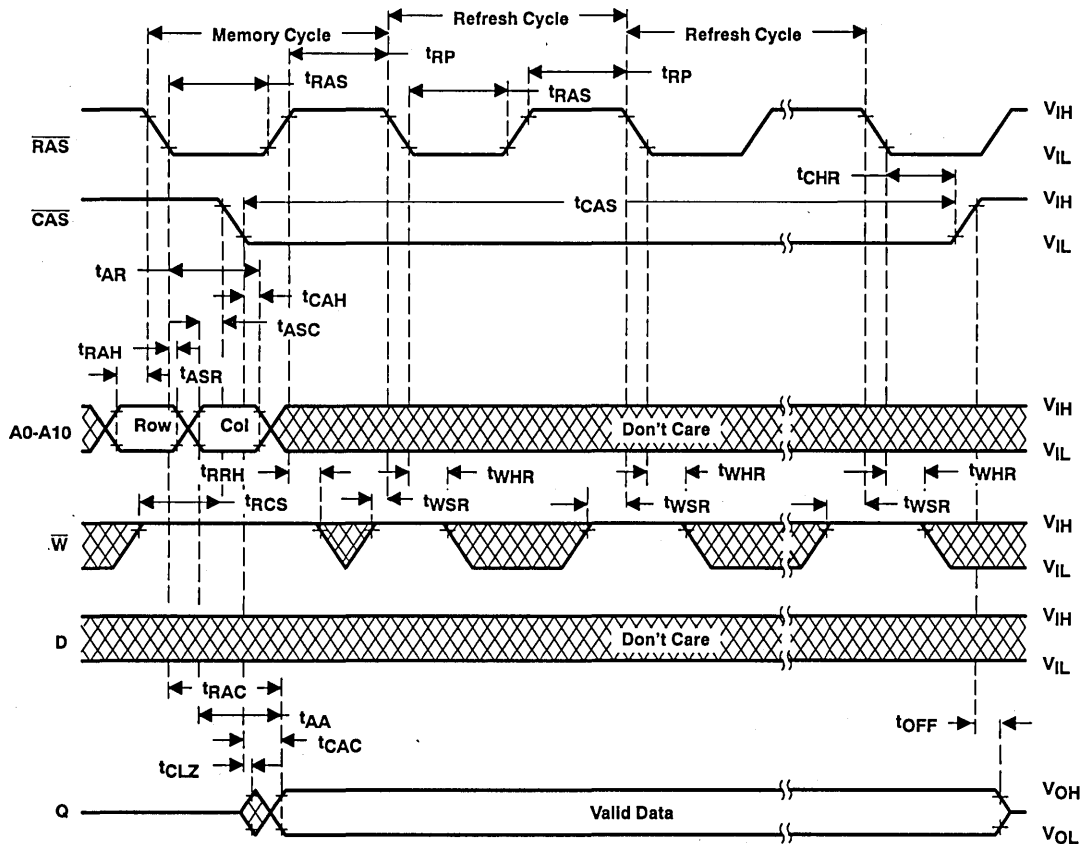 Memory Cycle
Refresh Cycle
Refresh Cycle
tRP
tRP
tRAS
tRAS
RAS
VIH
VIL
tCHR
CAS
tCAS
VIH
VIL
tAR
tCAH
tASC
tRAH
tASR
A0-A10
Row
Col
Don't Care
VIH
VIL
tRRH
tWHR
tWHR
tWHR
tRCS
tWSR
tWSR
tWSR
W
VIH
VIL
D
Don't Care
VIH
VIL
tRAC
tAA
tOFF
tCAC
tCLZ
Q
Valid Data
VOH
VOL